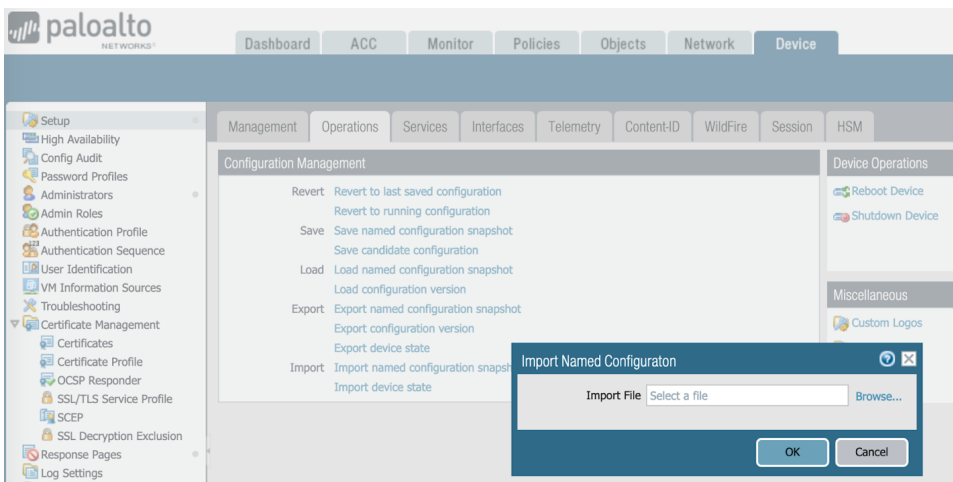 paloalto
NETWORKS®
Dashboard ACC Monitor Policies Objects Network Device
Setup
High Availability
Config Audit
Password Profiles
Administrators
Admin Roles
Authentication Profile
Authentication Sequence
User Identification
VM Information Sources
Troubleshooting
Certificate Management
Certificates
Certificate Profile
OCSP Responder
SSL/TLS Service Profile
SCEP
SSL Decryption Exclusion
Response Pages
Log Settings
Management Operations Services Interfaces Telemetry Content-ID WildFire Session HSM
Configuration Management
Revert Revert to last saved configuration
Revert to running configuration
Save Save named configuration snapshot
Save candidate configuration
Load Load named configuration snapshot
Load configuration version
Export Export named configuration snapshot
Export configuration version
Export device state
Import Import named configuration snapsh
Import device state
Device Operations
Reboot Device
Shutdown Device
Miscellaneous
Custom Logos
Import Named Configuraton
Import File Select a file Browse...
OK Cancel